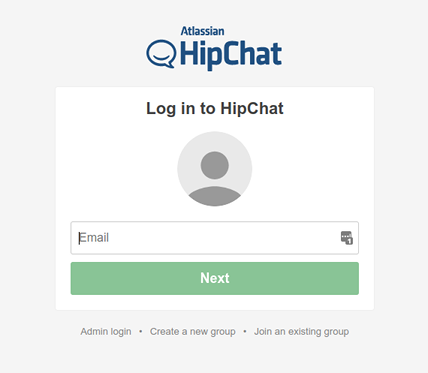 Atlassian
HipChat
Log in to HipChat
Email
Next
Admin login • Create a new group • Join an existing group